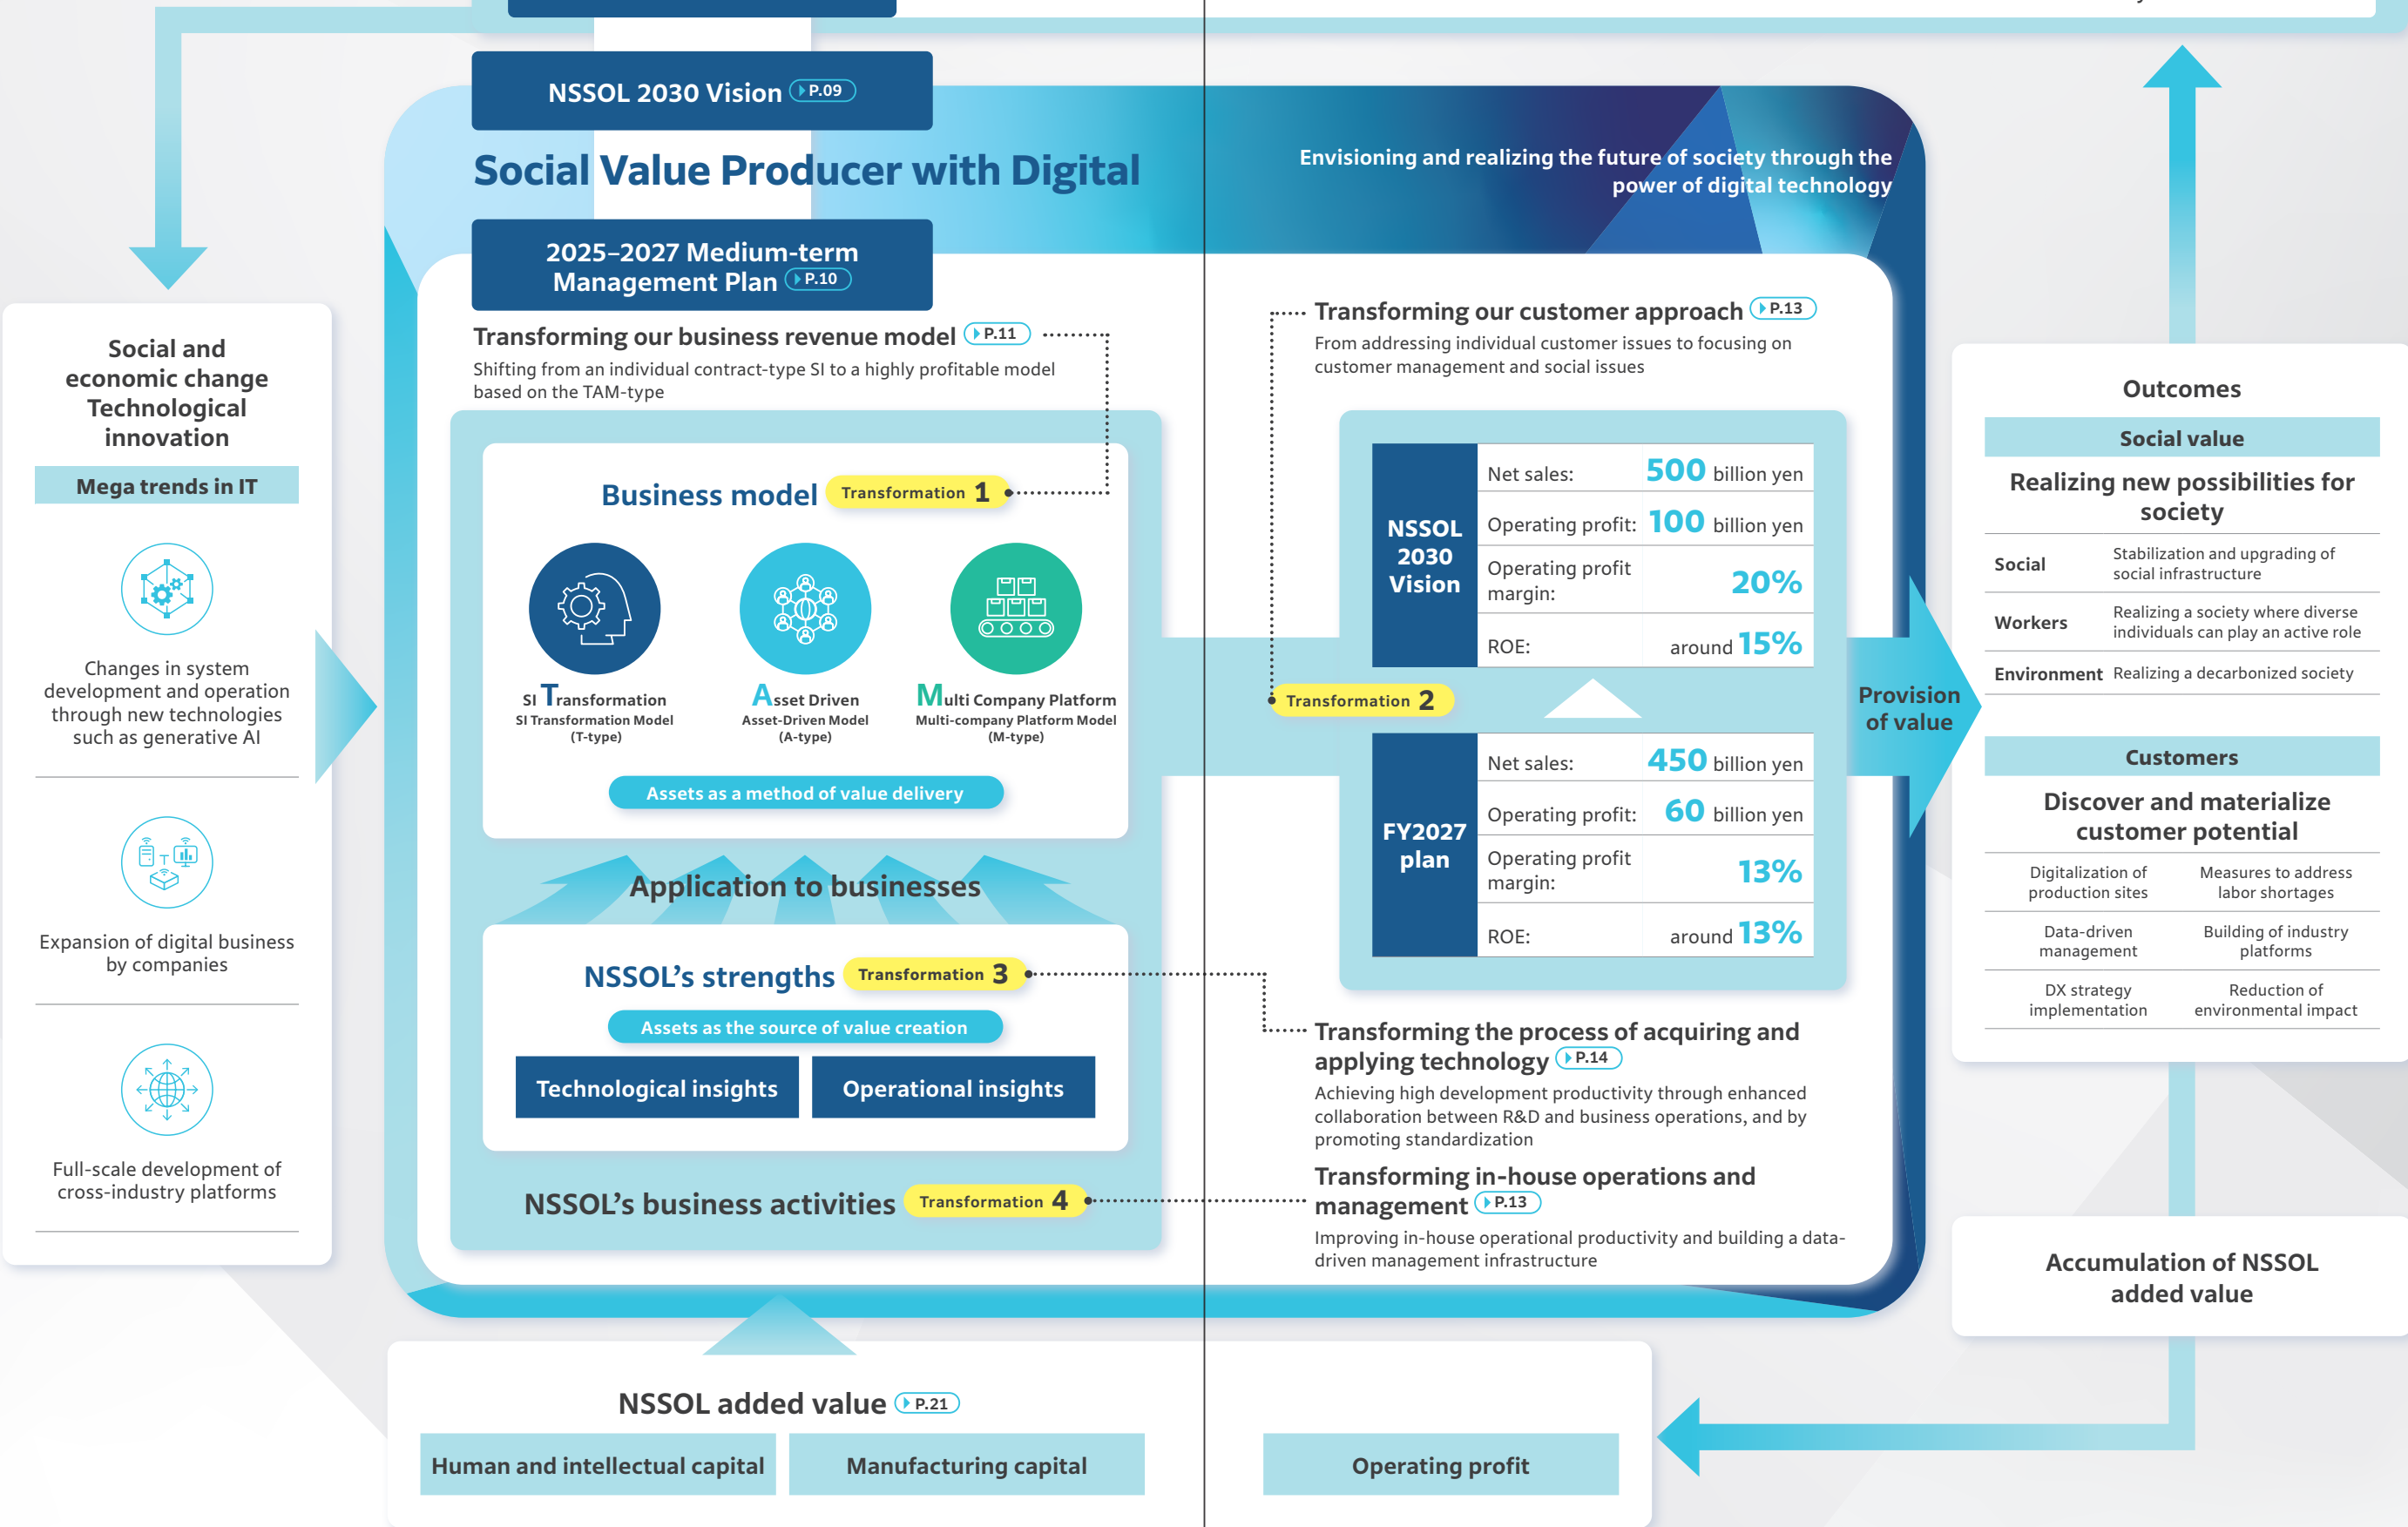 NSSOL 2030 Vision P.09
Social Value Producer with Digital
Envisioning and realizing the future of society through the
power of digital technology
2025–2027 Medium-term
Management Plan P.10
Social and
economic change
Technological
innovation
Mega trends in IT
Changes in system
development and operation
through new technologies
such as generative AI
Expansion of digital business
by companies
Full-scale development of
cross-industry platforms
Transforming our business revenue model P.11
Shifting from an individual contract-type SI to a highly profitable model
based on the TAM-type
Business model Transformation 1
SI Transformation
SI Transformation Model
(T-type)
Asset Driven
Asset-Driven Model
(A-type)
Multi Company Platform
Multi-company Platform Model
(M-type)
Assets as a method of value delivery
Application to businesses
NSSOL’s strengths Transformation 3
Assets as the source of value creation
Technological insights
Operational insights
NSSOL’s business activities Transformation 4
Transforming our customer approach P.13
From addressing individual customer issues to focusing on
customer management and social issues
NSSOL
2030
Vision
Net sales: 500 billion yen
Operating profit: 100 billion yen
Operating profit
margin: 20%
ROE: around 15%
Transformation 2
FY2027
plan
Net sales: 450 billion yen
Operating profit: 60 billion yen
Operating profit
margin: 13%
ROE: around 13%
Transforming the process of acquiring and
applying technology P.14
Achieving high development productivity through enhanced
collaboration between R&D and business operations, and by
promoting standardization
Transforming in-house operations and
management P.13
Improving in-house operational productivity and building a data-
driven management infrastructure
Provision
of value
Outcomes
Social value
Realizing new possibilities for
society
Social
Stabilization and upgrading of
social infrastructure
Workers
Realizing a society where diverse
individuals can play an active role
Environment Realizing a decarbonized society
Customers
Discover and materialize
customer potential
Digitalization of
production sites
Measures to address
labor shortages
Data-driven
management
Building of industry
platforms
DX strategy
implementation
Reduction of
environmental impact
Accumulation of NSSOL
added value
NSSOL added value P.21
Human and intellectual capital
Manufacturing capital
Operating profit